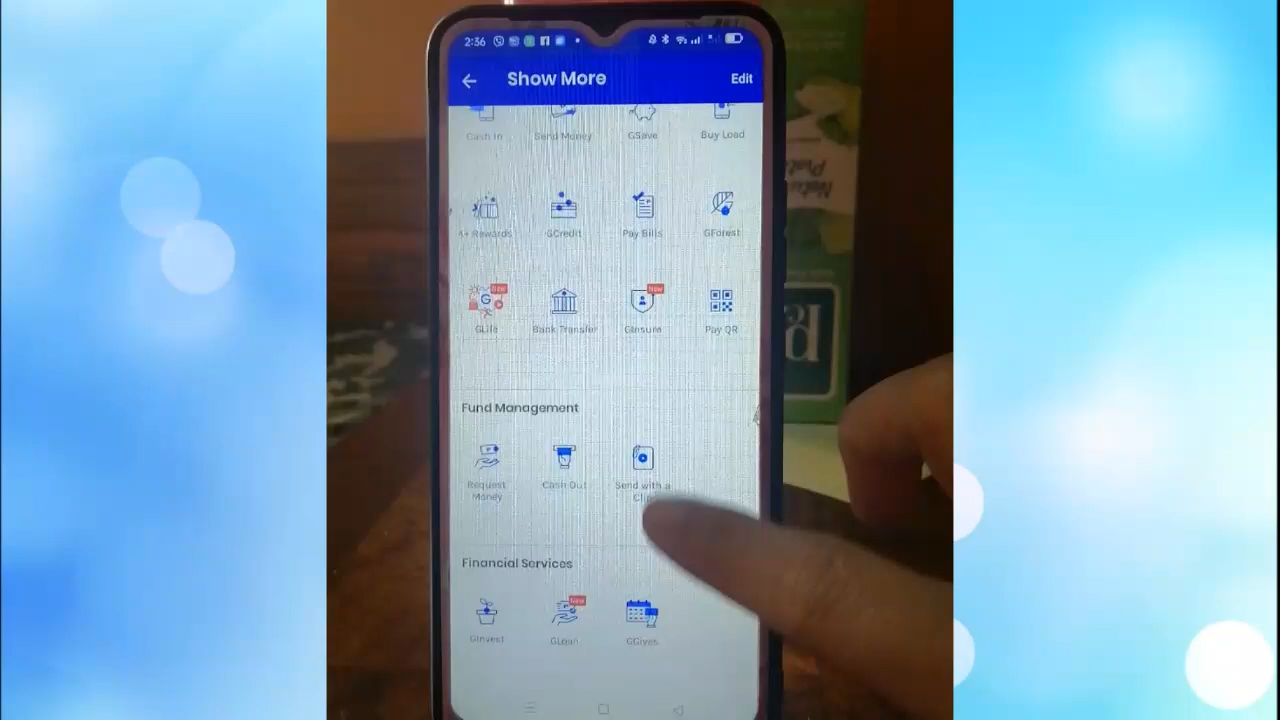 2:36
Show More
Edit
Cash In
Send Money
GSave
Buy Load
A+ Rewards
GCredit
Pay Bills
GForest
New
New
GLife
Bank Transfer
GInsure
Pay QR
Fund Management
Request
Money
Cash Out
Send with a
Clip
Financial Services
New
GInvest
GLoan
GGives